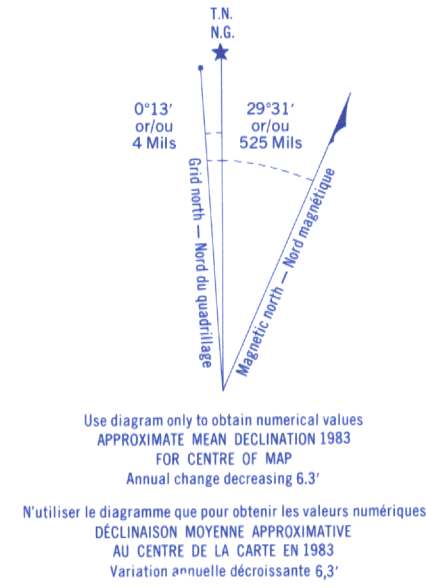 T.N.
N.G.
0°13′
or/ou
4 Mils
29°31′
or/ou
525 Mils
Grid north — Nord du quadrillage
Magnetic north — Nord magnétique
Use diagram only to obtain numerical values
APPROXIMATE MEAN DECLINATION 1983
FOR CENTRE OF MAP
Annual change decreasing 6.3′
N'utiliser le diagramme que pour obtenir les valeurs numériques
DÉCLINAISON MOYENNE APPROXIMATIVE
AU CENTRE DE LA CARTE EN 1983
Variation annuelle décroissante 6,3′